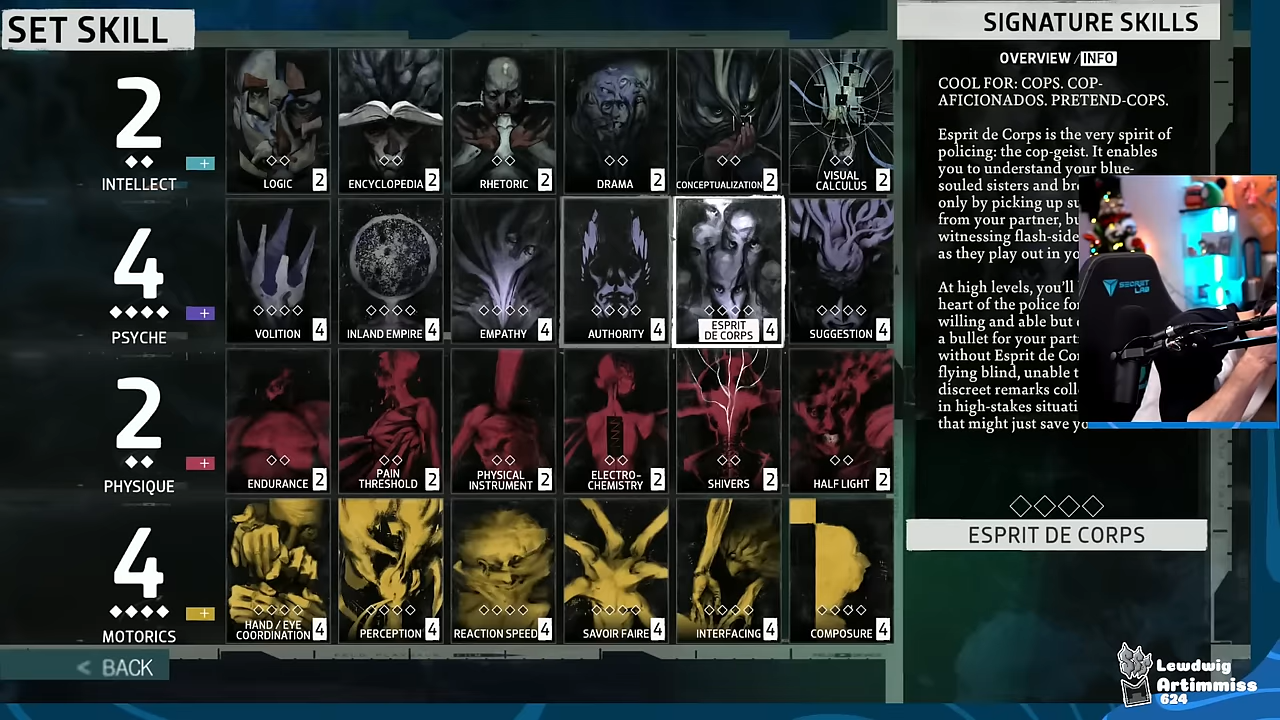 SET SKILL
2
INTELLECT
+
LOGIC 2
ENCYCLOPEDIA 2
RHETORIC 2
DRAMA 2
CONCEPTUALIZATION 2
VISUAL
CALCULUS 2
4
PSYCHE
+
VOLITION 4
INLAND EMPIRE 4
EMPATHY 4
AUTHORITY 4
ESPRIT
DE CORPS 4
SUGGESTION 4
2
PHYSIQUE
+
ENDURANCE 2
PAIN
THRESHOLD 2
PHYSICAL
INSTRUMENT 2
ELECTRO-
CHEMISTRY 2
SHIVERS 2
HALF LIGHT 2
4
MOTORICS
+
HAND / EYE
COORDINATION 4
PERCEPTION 4
REACTION SPEED 4
SAVOIR FAIRE 4
INTERFACING 4
COMPOSURE 4
< BACK
SIGNATURE SKILLS
OVERVIEW / INFO
COOL FOR: COPS. COP-
AFICIONADOS. PRETEND-COPS.
Esprit de Corps is the very spirit of
policing: the cop-geist. It enables
you to understand your blue-
souled sisters and
only by picking up
from your partner,
witnessing flash-side
as they play out in
At high levels, you'll
heart of the police
willing and able but
a bullet for your
without Esprit de
flying blind, unable
discreet remarks
in high-stakes
that might just save
ESPRIT DE CORPS
SECRET
LAB
Lewdwig
Artimmiss
624